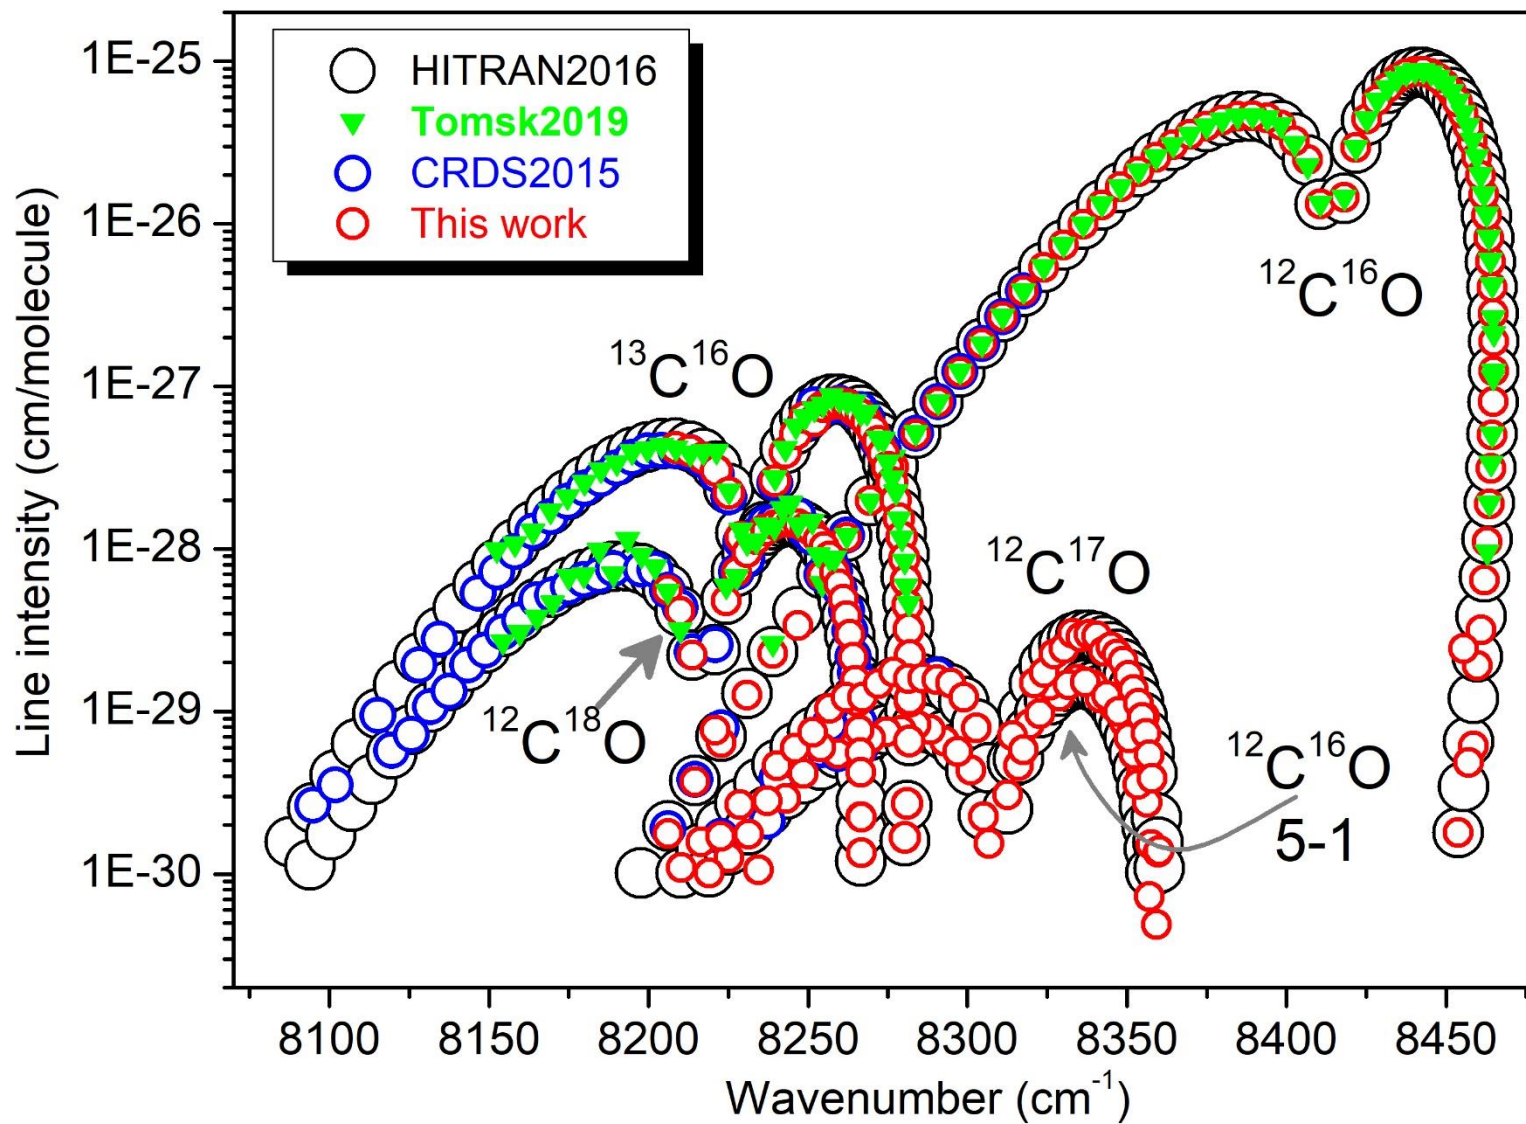 HITRAN2016
Tomsk2019
CRDS2015
This work
1E-25
1E-26
1E-27
1E-28
1E-29
1E-30
Line intensity (cm/molecule)
¹³C¹⁶O
¹²C¹⁶O
¹²C¹⁷O
¹²C¹⁸O
¹²C¹⁶O
5-1
8100 8150 8200 8250 8300 8350 8400 8450
Wavenumber (cm⁻¹)